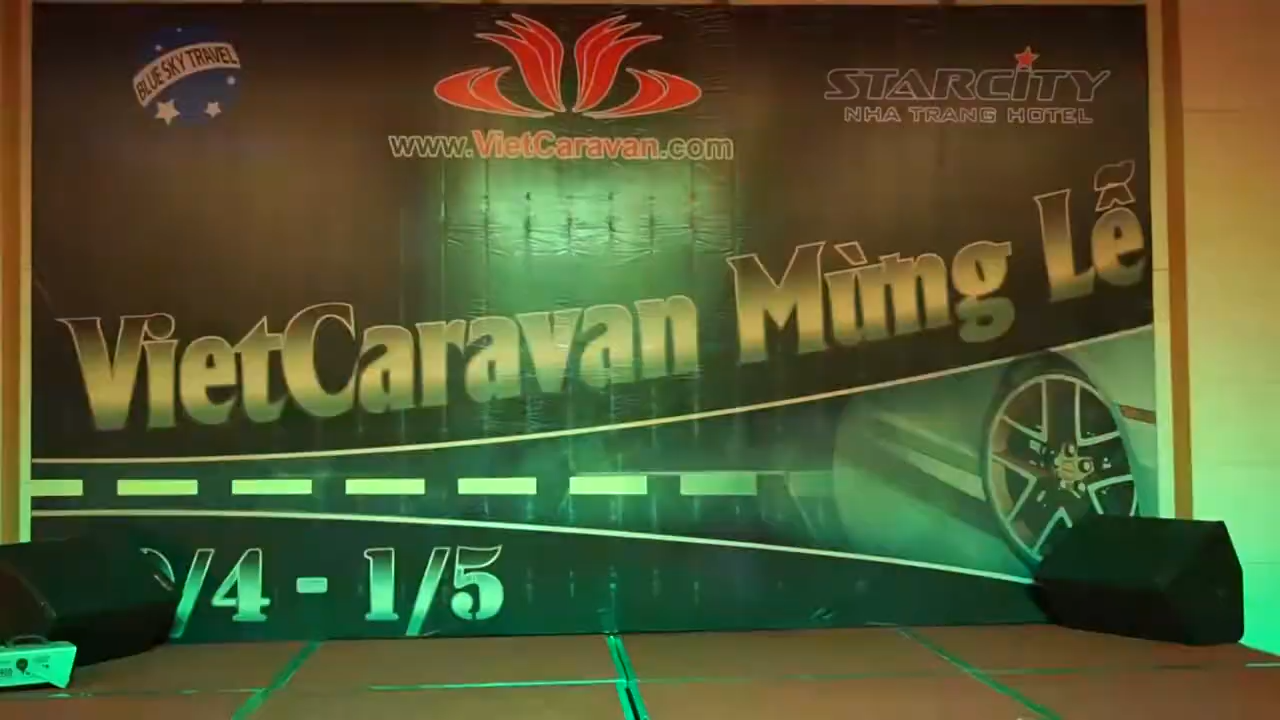 BLUE SKY TRAVEL
www.VietCaravan.com
STARCITY
NHA TRANG HOTEL
VietCaravan Mừng Lễ
/4 - 1/5